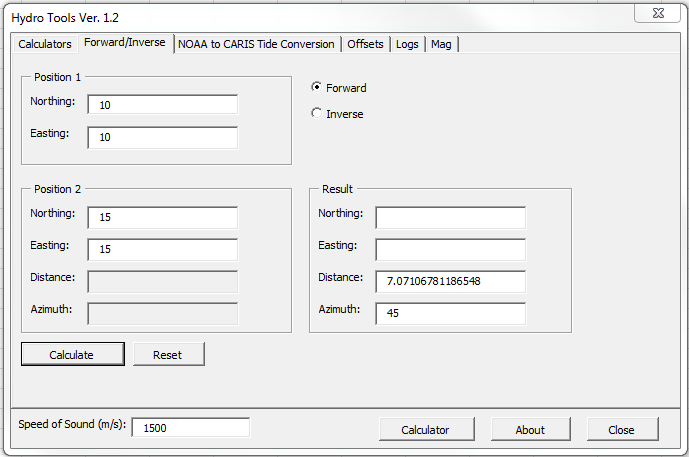 Hydro Tools Ver. 1.2
Calculators Forward/Inverse NOAA to CARIS Tide Conversion Offsets Logs Mag
Position 1
Northing: 10
Easting: 10
Forward
Inverse
Position 2
Northing: 15
Easting: 15
Distance:
Azimuth:
Result
Northing:
Easting:
Distance: 7.07106781186548
Azimuth: 45
Calculate Reset
Speed of Sound (m/s): 1500 Calculator About Close